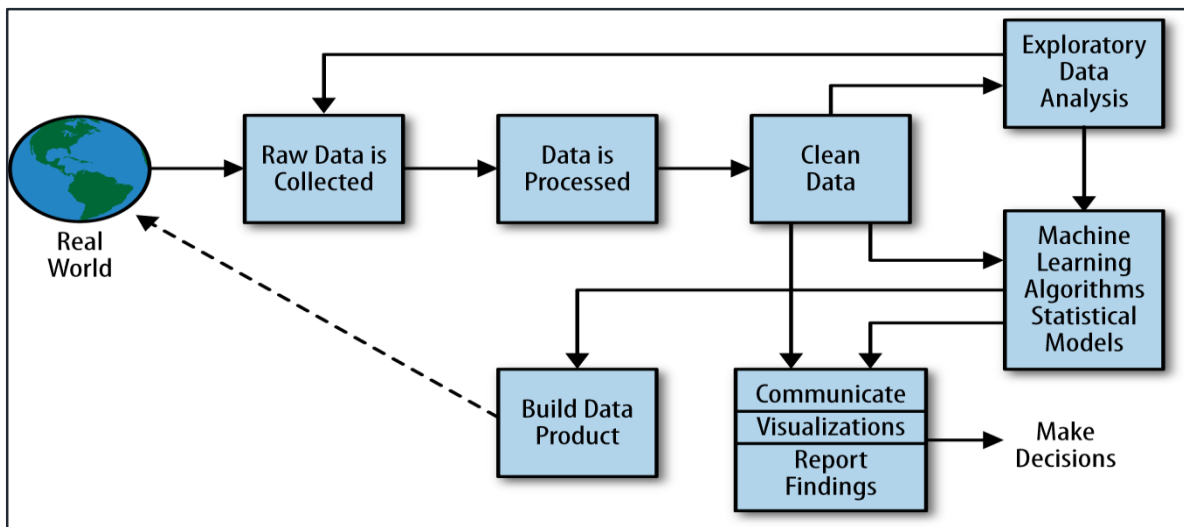 Exploratory
Data
Analysis
Raw Data is
Collected
Data is
Processed
Clean
Data
Real
World
Machine
Learning
Algorithms
Statistical
Models
Build Data
Product
Communicate
Visualizations
Report
Findings
Make
Decisions